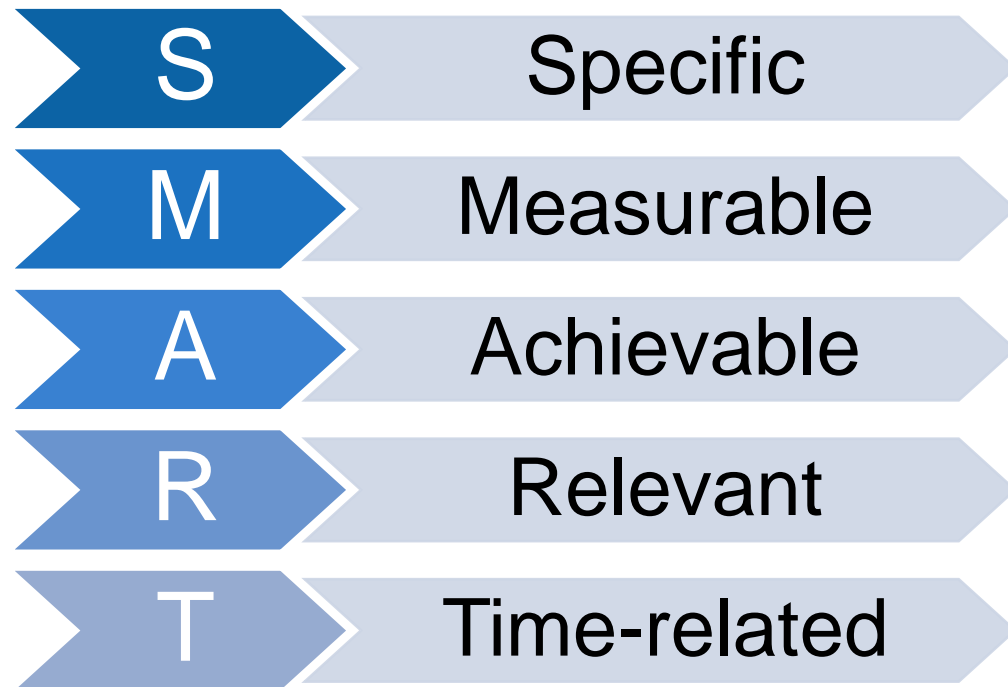 S Specific
M Measurable
A Achievable
R Relevant
T Time-related